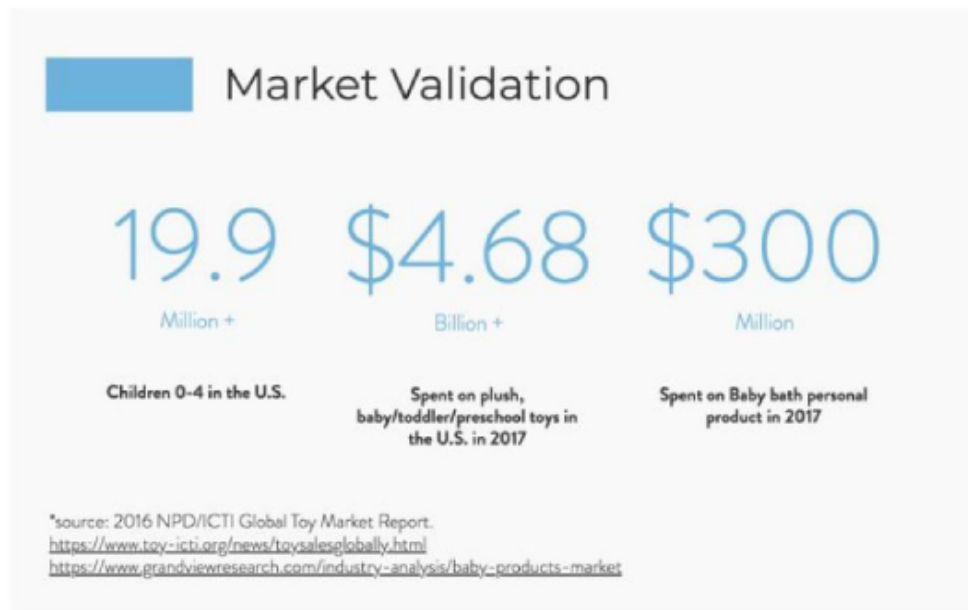 Market Validation
19.9
Million +
Children 0-4 in the U.S.
$4.68
Billion +
Spent on plush,
baby/toddler/preschool toys in
the U.S. in 2017
$300
Million
Spent on Baby bath personal
product in 2017
*source: 2016 NPD/ICTI Global Toy Market Report.
https://www.toy-icti.org/news/toysalesglobally.html
https://www.grandviewresearch.com/industry-analysis/baby-products-market